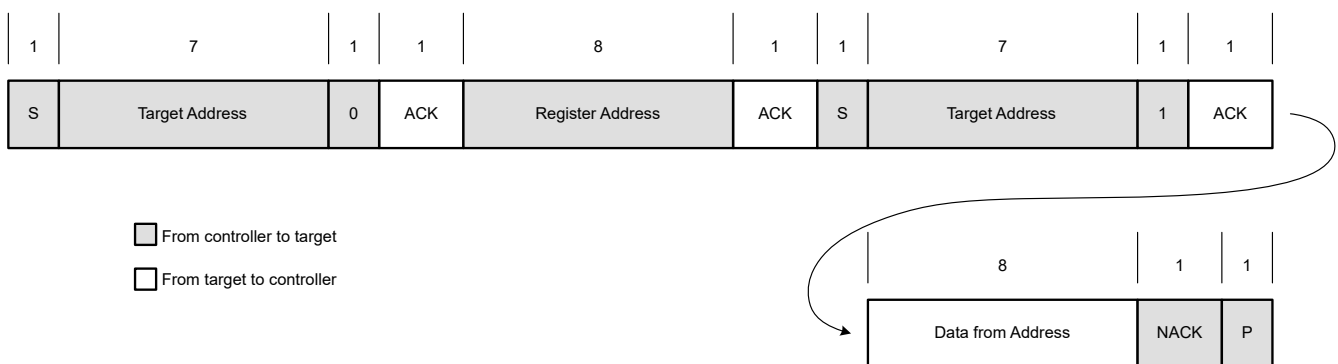 1 7 1 1 8 1 1 7 1 1
S Target Address 0 ACK Register Address ACK S Target Address 1 ACK
From controller to target
From target to controller
8 1 1
Data from Address NACK P